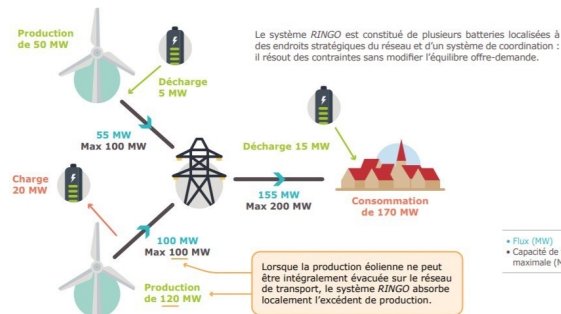 Production
de 50 MW
Le système RINGO est constitué de plusieurs batteries localisées à
des endroits stratégiques du réseau et d'un système de coordination :
il résout des contraintes sans modifier l'équilibre offre-demande.
Décharge
5 MW
55 MW
Max 100 MW
Décharge 15 MW
Charge
20 MW
155 MW
Max 200 MW
Consommation
de 170 MW
100 MW
Max 100 MW
Production
de 120 MW
Lorsque la production éolienne ne peut
être intégralement évacuée sur le réseau
de transport, le système RINGO absorbe
localement l'excédent de production.
• Flux (MW)
• Capacité de
maximale